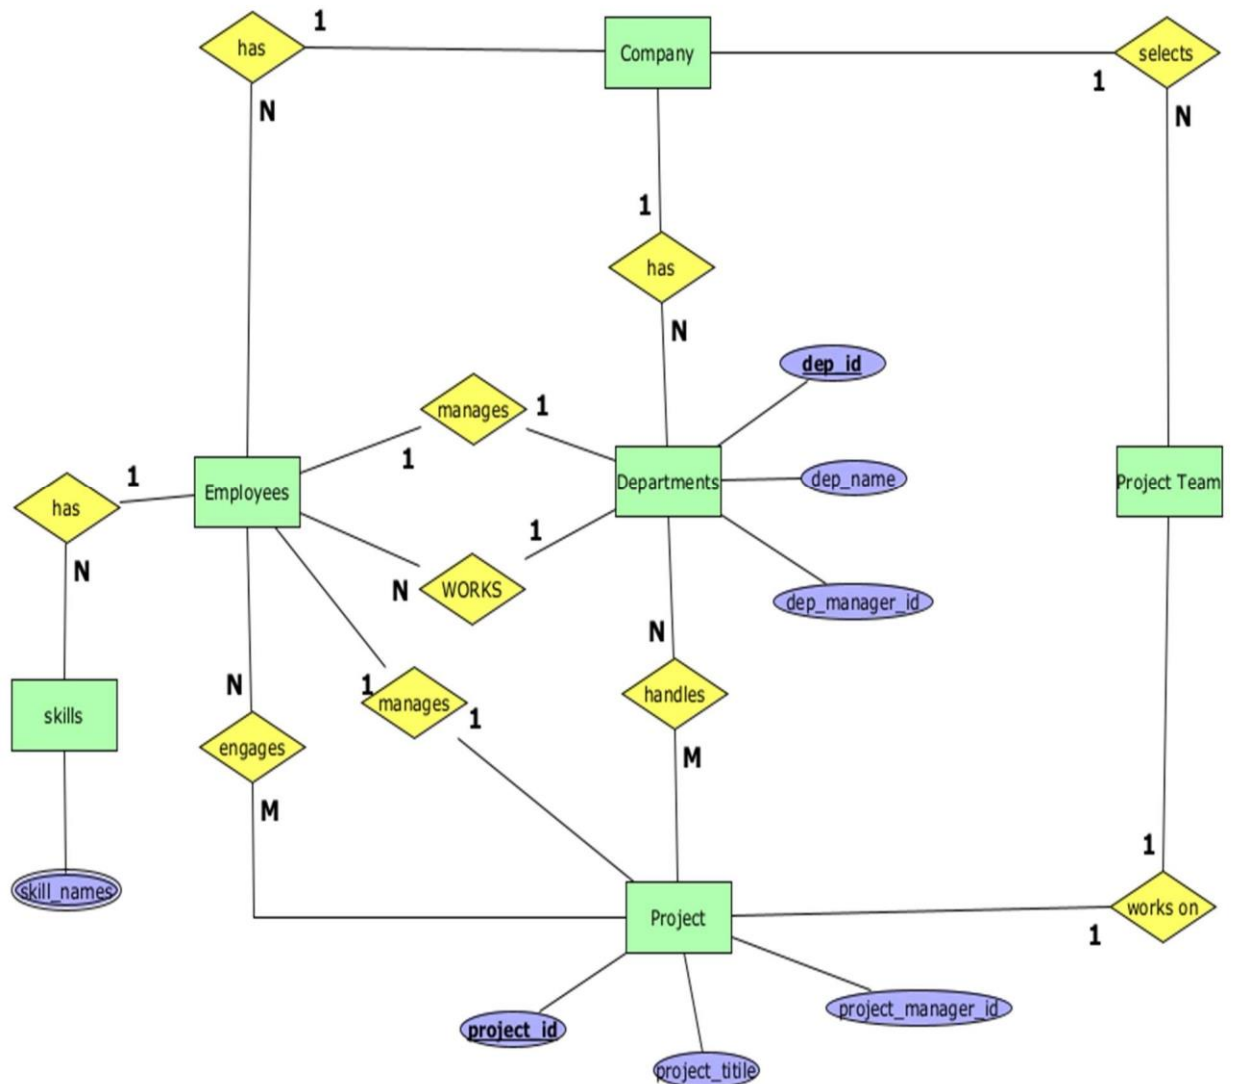 1
has
Company
selects
1
N
N
1
has
N
dep_id
manages
1
1
Departments
dep_name
Project Team
1
Employees
has
1
N
N
WORKS
dep_manager_id
N
N
1
manages
1
handles
skills
engages
M
M
1
skill_names
Project
works on
1
project_id
project_manager_id
project_titile